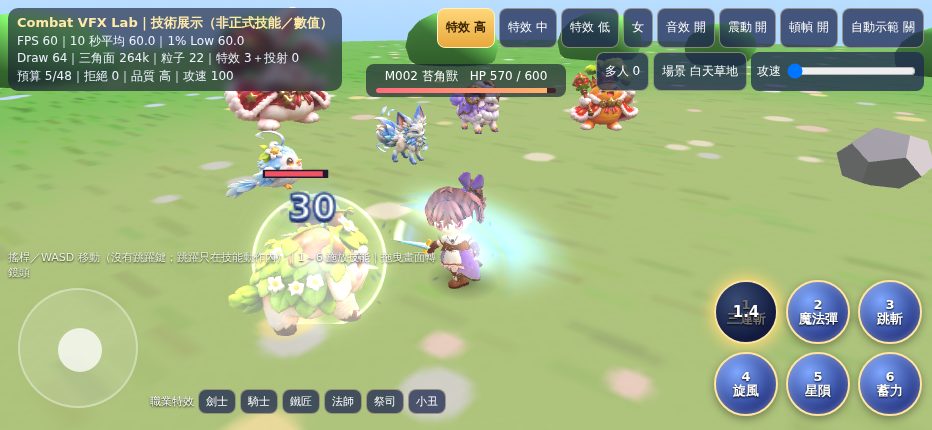 Combat VFX Lab｜技術展示（非正式技能／數值）
FPS 60｜10 秒平均 60.0｜1% Low 60.0
Draw 64｜三角面 264k｜粒子 22｜特效 3＋投射 0
預算 5/48｜拒絕 0｜品質 高｜攻速 100
特效 高
特效 中
特效 低
女
音效 開
震動 開
頓幀 開
自動示範 關
多人 0
場景 白天草地
攻速
M002 苔角獸 HP 570 / 600
30
搖桿／WASD 移動（沒有跳躍鍵；跳躍只在技能動作內）｜1–6 施放技能｜拖曳畫面轉
鏡頭
1
三連斬
1.4
2
魔法彈
3
跳斬
4
旋風
5
星隕
6
蓄力
職業特效
劍士
騎士
鐵匠
法師
祭司
小丑